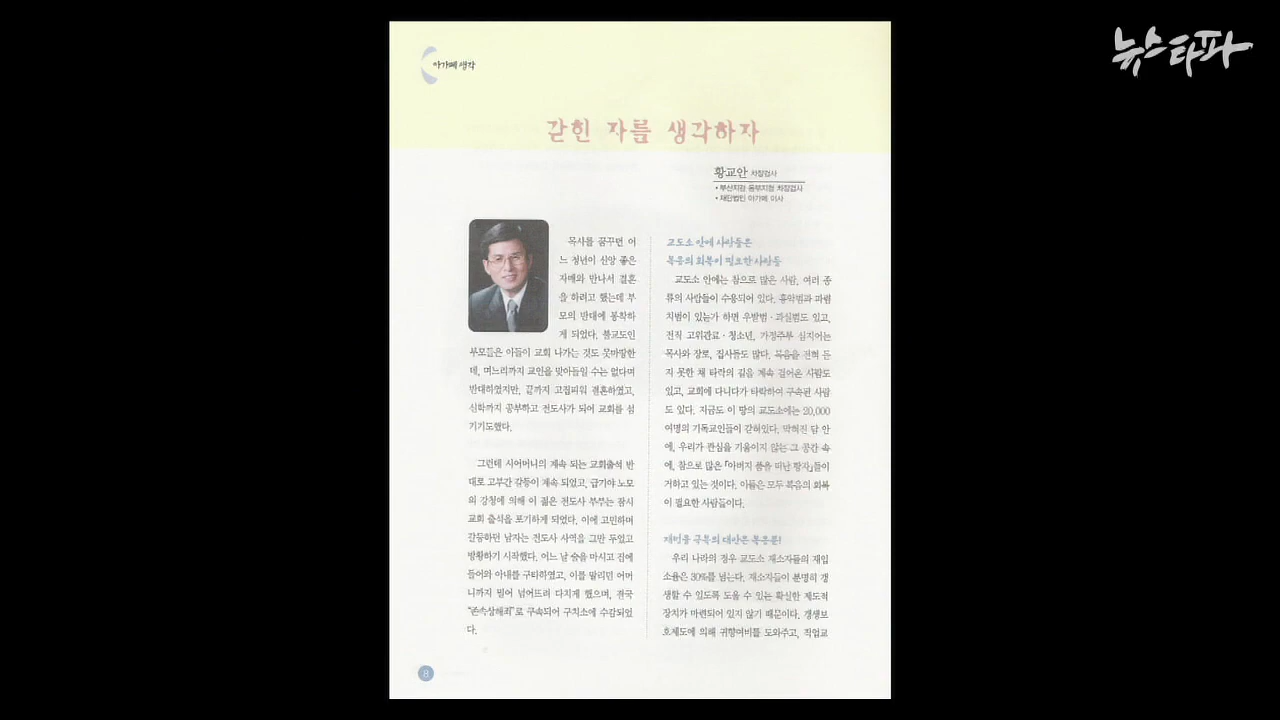 뉴스타파
아가페 생각
갇힌 자를 생각하자
황교안 차장검사
• 부산지검 동부지청 차장검사
• 재단법인 아가페 이사
목사를 꿈꾸던 어
느 청년이 신앙 좋은
자매와 만나서 결혼
을 하려고 했는데 부
모의 반대에 봉착하
게 되었다. 불교도인
부모들은 아들이 교회 나가는 것도 못마땅한
데, 며느리까지 교인을 맞아들일 수는 없다며
반대하였지만, 끝까지 고집피워 결혼하였고,
신학까지 공부하고 전도사가 되어 교회를 섬
기기도했다.
그런데 시어머니의 계속 되는 교회출석 반
대로 고부간 갈등이 계속 되었고, 급기야 노모
의 강청에 의해 이 젊은 전도사 부부는 잠시
교회 출석을 포기하게 되었다. 이에 고민하며
갈등하던 남자는 전도사 사역을 그만 두었고
방황하기 시작했다. 어느 날 술을 마시고 집에
들어와 아내를 구타하였고, 이를 말리던 어머
니까지 밀어 넘어뜨려 다치게 했으며, 결국
“존속상해죄”로 구속되어 구치소에 수감되었
다.
교도소 안에 사람들은
복음의 회복이 필요한 사람들
교도소 안에는 참으로 많은 사람, 여러 종
류의 사람들이 수용되어 있다. 흉악범과 파렴
치범이 있는가 하면 우발범·과실범도 있고,
전직 고위관료·청소년, 가정주부 심지어는
목사와 장로, 집사들도 많다. 복음을 전혀 듣
지 못한 채 타락의 길을 계속 걸어온 사람도
있고, 교회에 다니다가 타락하여 구속된 사람
도 있다. 지금도 이 땅의 교도소에는 20,000
여명의 기독교인들이 갇혀있다. 막혀진 담 안
에, 우리가 관심을 기울이지 않는 그 공간 속
에, 참으로 많은 「아버지 품을 떠난 탕자」들이
거하고 있는 것이다. 이들은 모두 복음의 회복
이 필요한 사람들이다.
재범을 극복의 대안은 복음뿐!
우리 나라의 경우 교도소 재소자들의 재입
소율은 30%를 넘는다. 재소자들이 분명히 갱
생할 수 있도록 도울 수 있는 확실한 제도적
장치가 마련되어 있지 않기 때문이다. 갱생보
호제도에 의해 귀향여비를 도와주고, 직업교
8